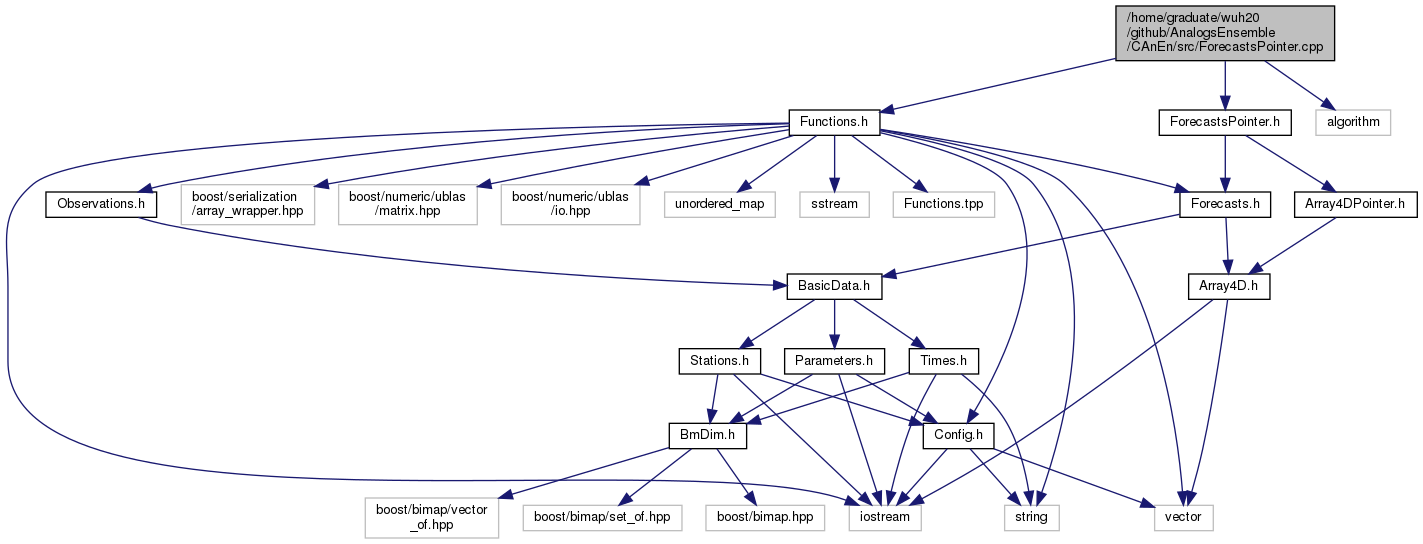 /home/graduate/wuh20
/github/AnalogsEnsemble
/CAnEn/src/ForecastsPointer.cpp
Functions.h
ForecastsPointer.h
algorithm
Observations.h
boost/serialization
/array_wrapper.hpp
boost/numeric/ublas
/matrix.hpp
boost/numeric/ublas
/io.hpp
unordered_map
sstream
Functions.tpp
Forecasts.h
Array4DPointer.h
BasicData.h
Array4D.h
Stations.h
Parameters.h
Times.h
BmDim.h
Config.h
boost/bimap/vector
_of.hpp
boost/bimap/set_of.hpp
boost/bimap.hpp
iostream
string
vector